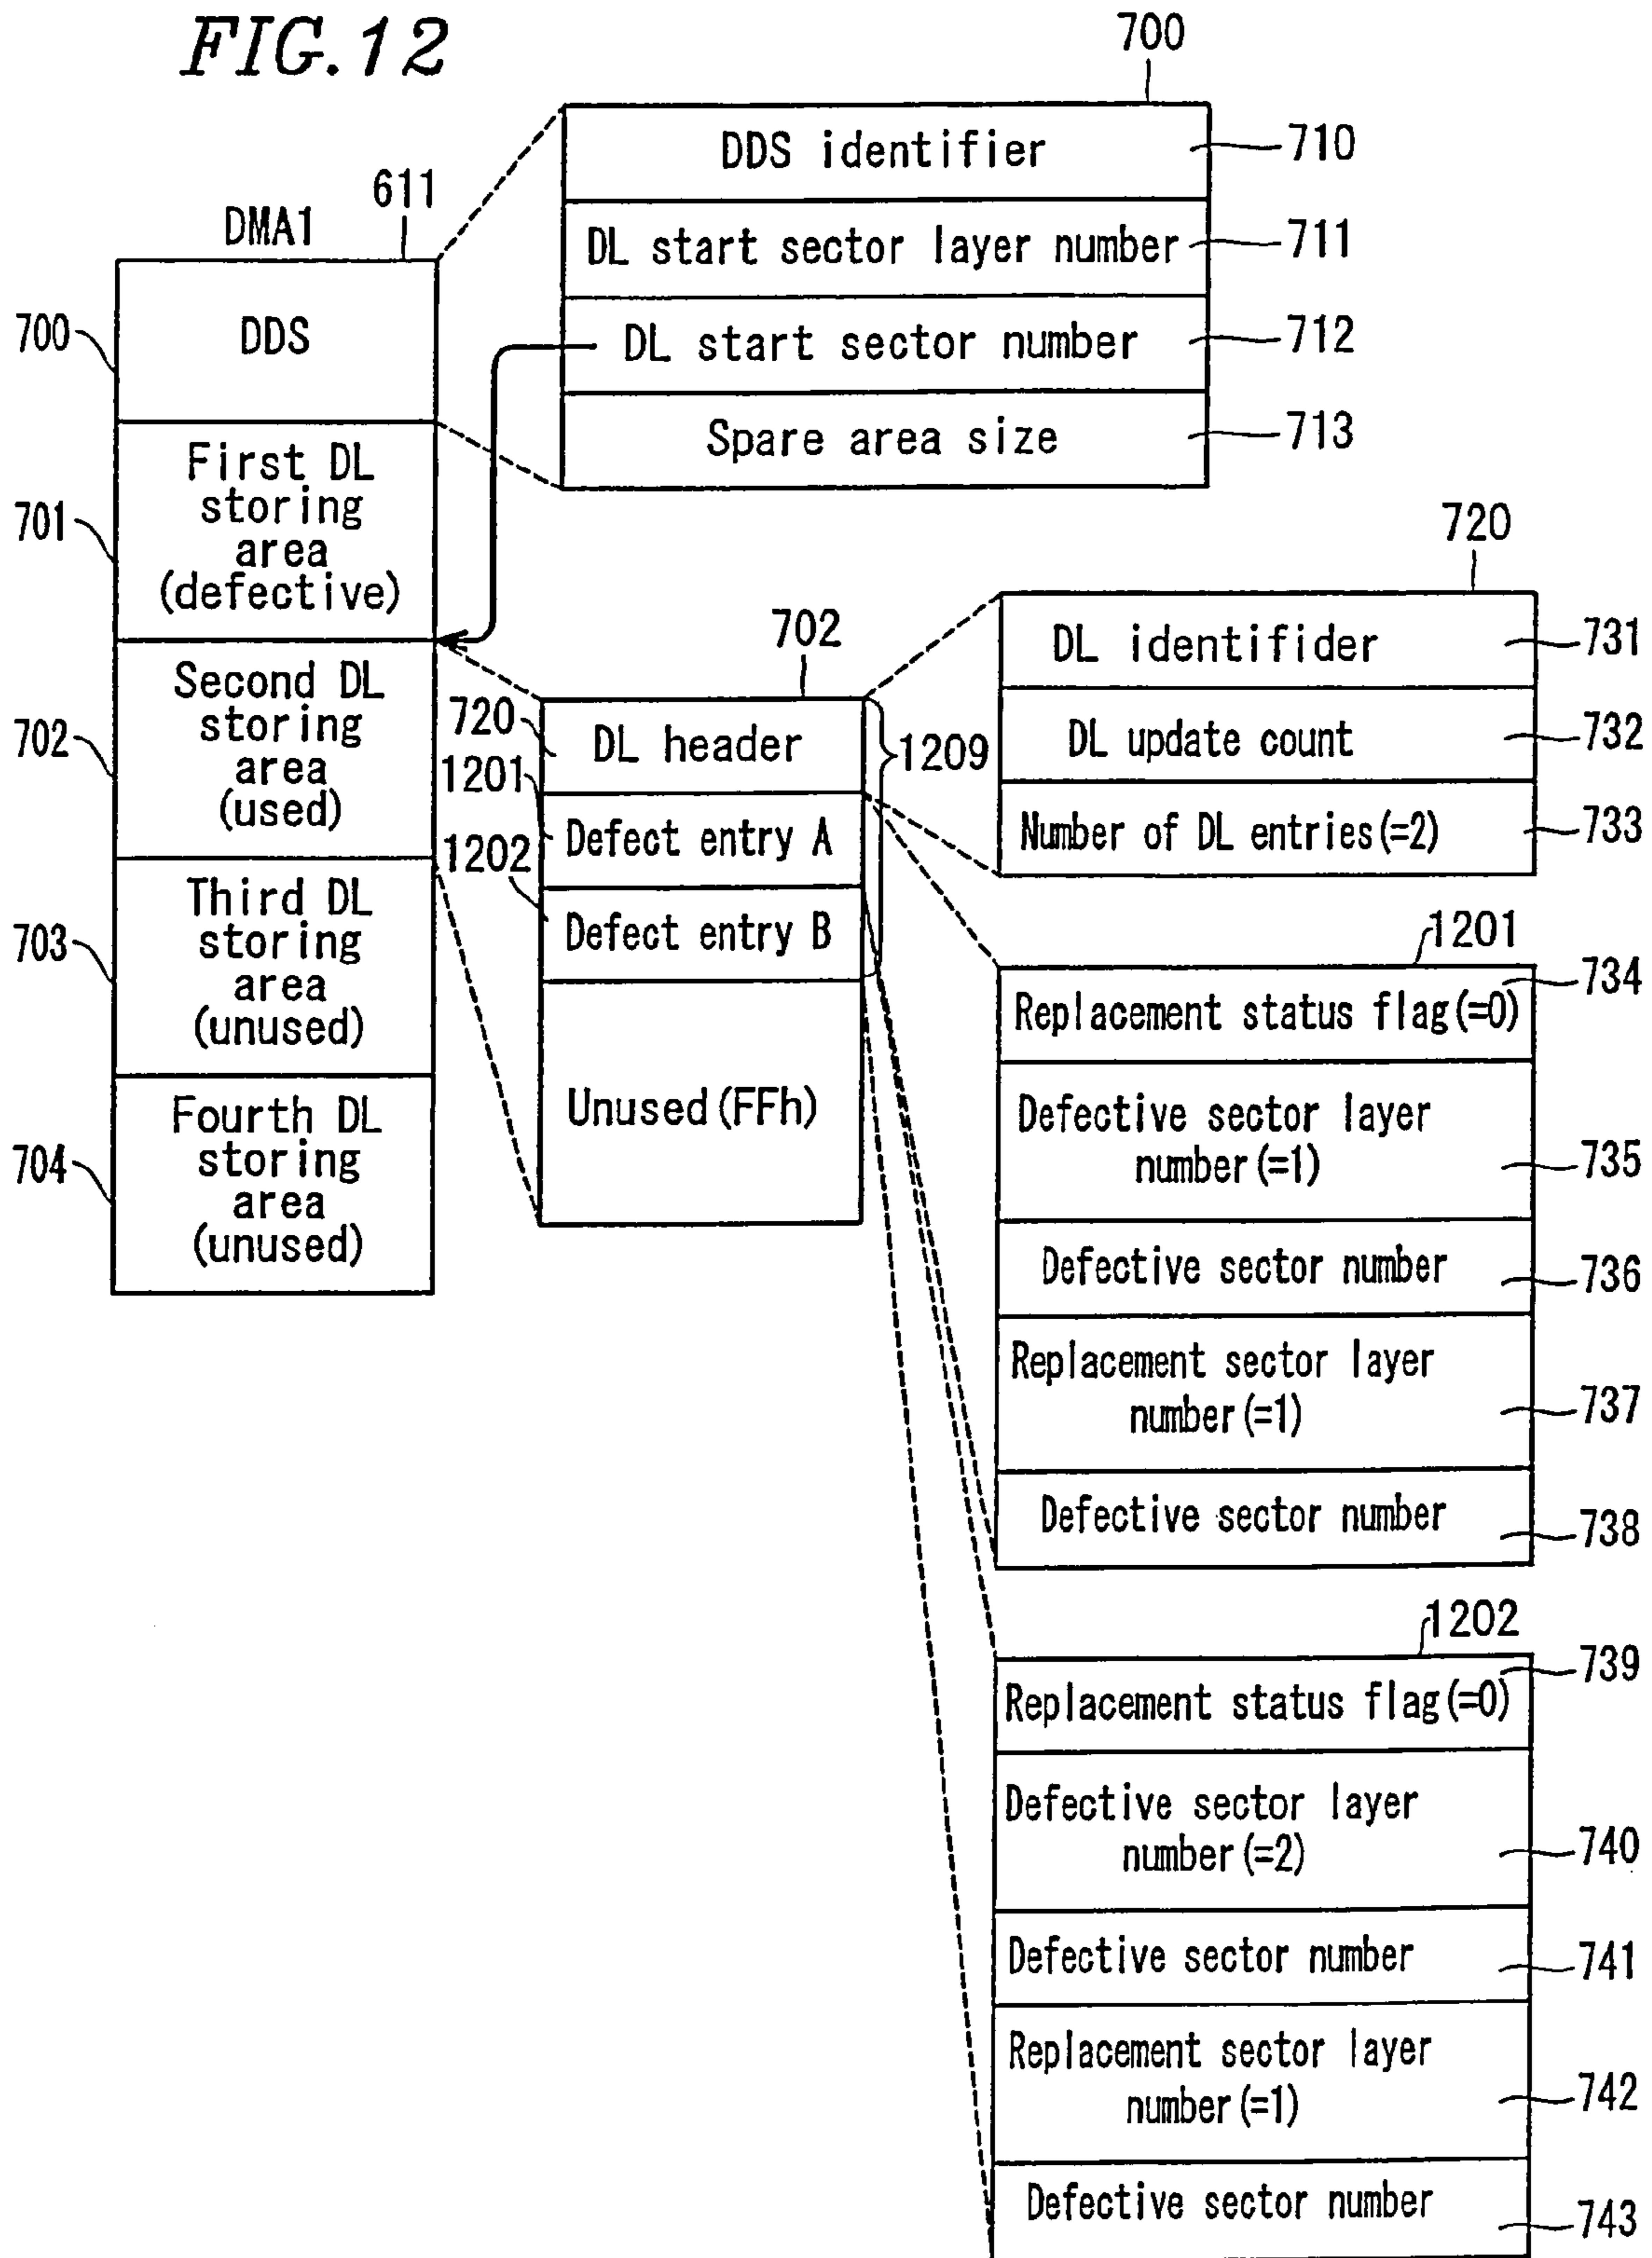 FIG.12
700
DDS identifier
710
DL start sector layer number
711
DL start sector number
712
Spare area size
713
DMA1
611
700
DDS
701
First DL
storing
area
(defective)
702
Second DL
storing
area
(used)
703
Third DL
storing
area
(unused)
704
Fourth DL
storing
area
(unused)
702
720
DL header
1209
1201
Defect entry A
1202
Defect entry B
Unused(FFh)
720
DL identifider
731
DL update count
732
Number of DL entries(=2)
733
1201
734
Replacement status flag(=0)
Defective sector layer
number(=1)
735
Defective sector number
736
Replacement sector layer
number(=1)
737
Defective sector number
738
1202
739
Replacement status flag(=0)
Defective sector layer
number(=2)
740
Defective sector number
741
Replacement sector layer
number(=1)
742
Defective sector number
743